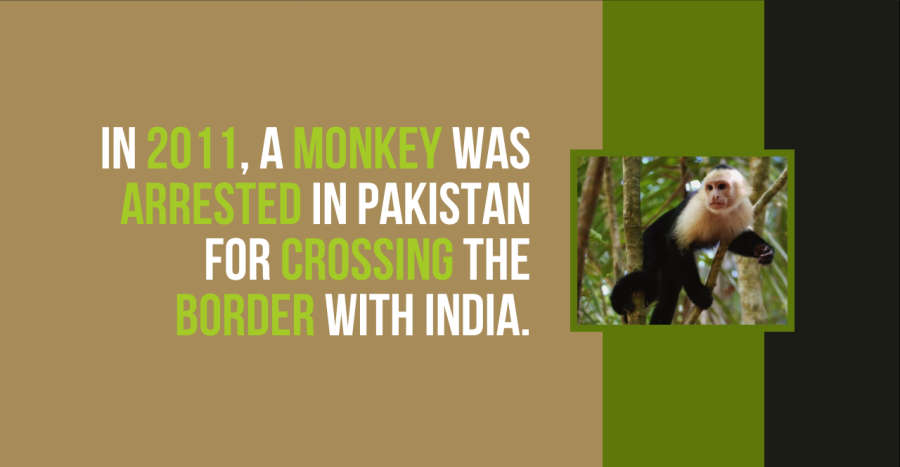 IN 2011, A MONKEY WAS
ARRESTED IN PAKISTAN
FOR CROSSING THE
BORDER WITH INDIA.